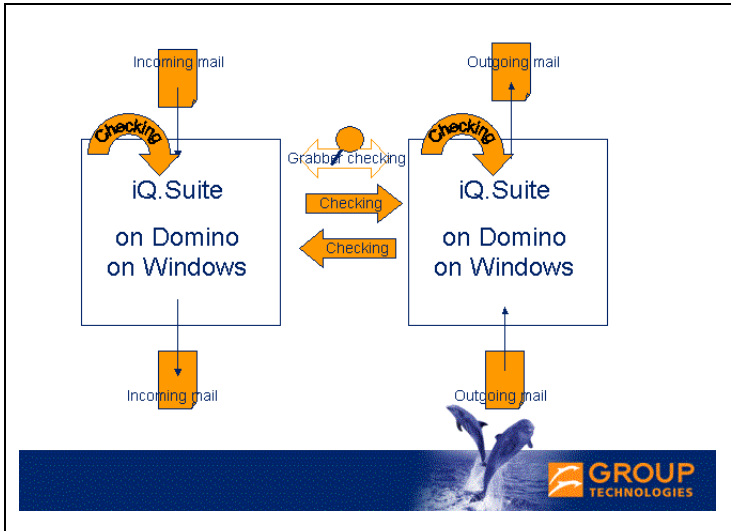 Incoming mail
Outgoing mail
Checking
Checking
Grabber checking
iQ.Suite
on Domino
on Windows
Checking
Checking
iQ.Suite
on Domino
on Windows
Incoming mail
Outgoing mail
GROUP
TECHNOLOGIES